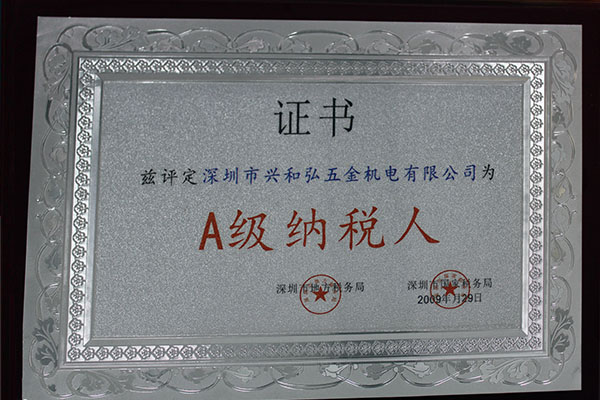 证书
兹评定深圳市兴和弘五金机电有限公司为
A级纳税人
深圳市地方税务局 深圳市国家税务局
2009年 月29日